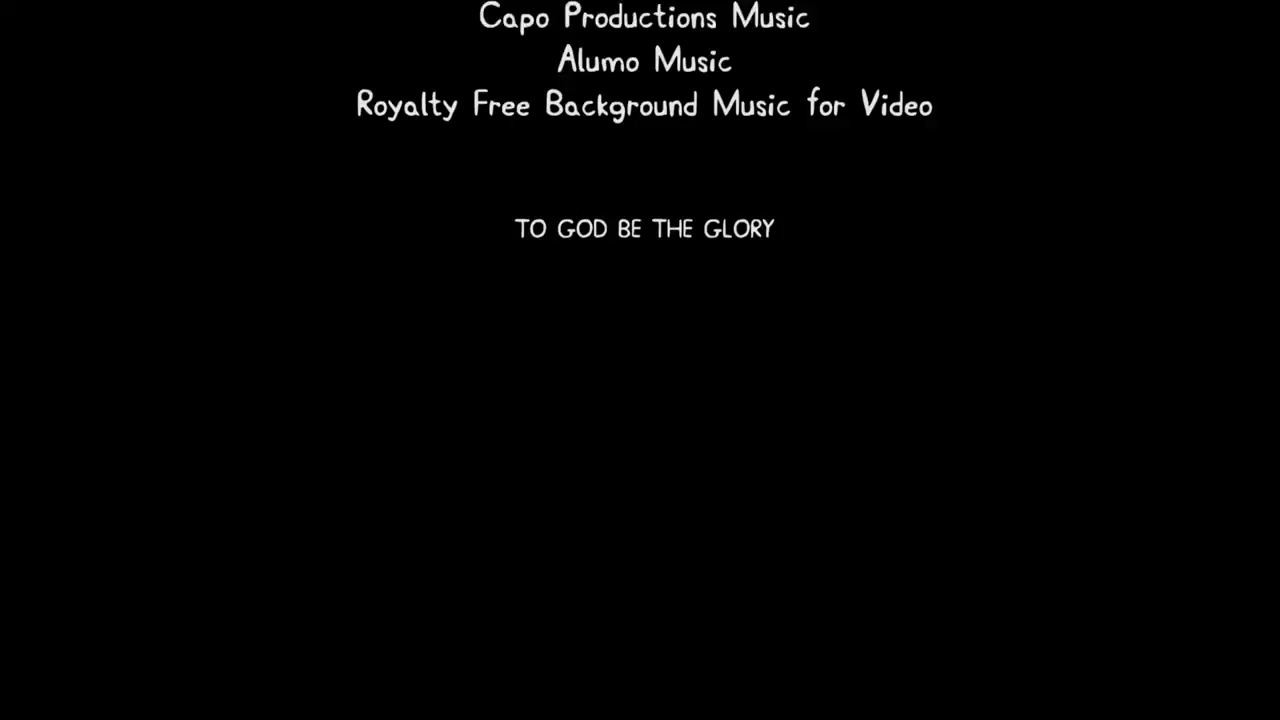 Capo Productions Music
Alumo Music
Royalty Free Background Music for Video
TO GOD BE THE GLORY